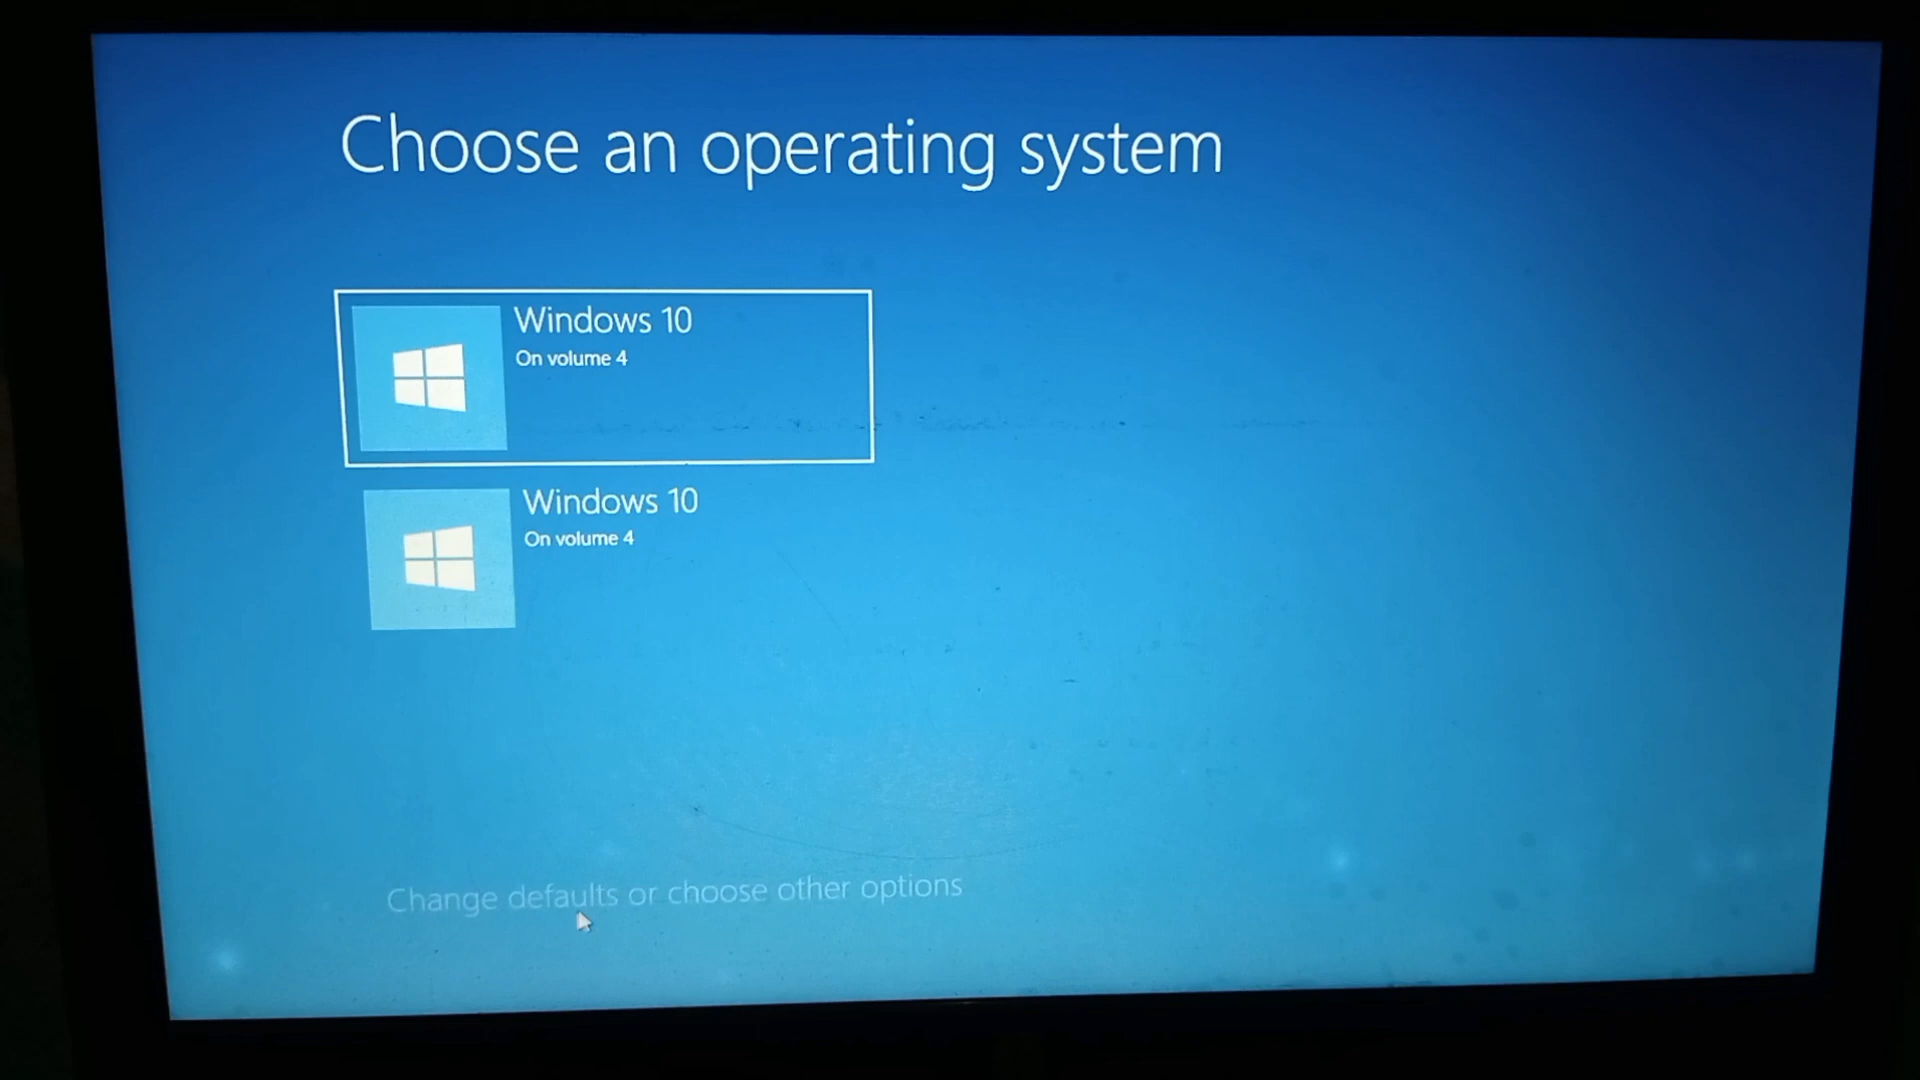 Choose an operating system
Windows 10
On volume 4
Windows 10
On volume 4
Change defaults or choose other options